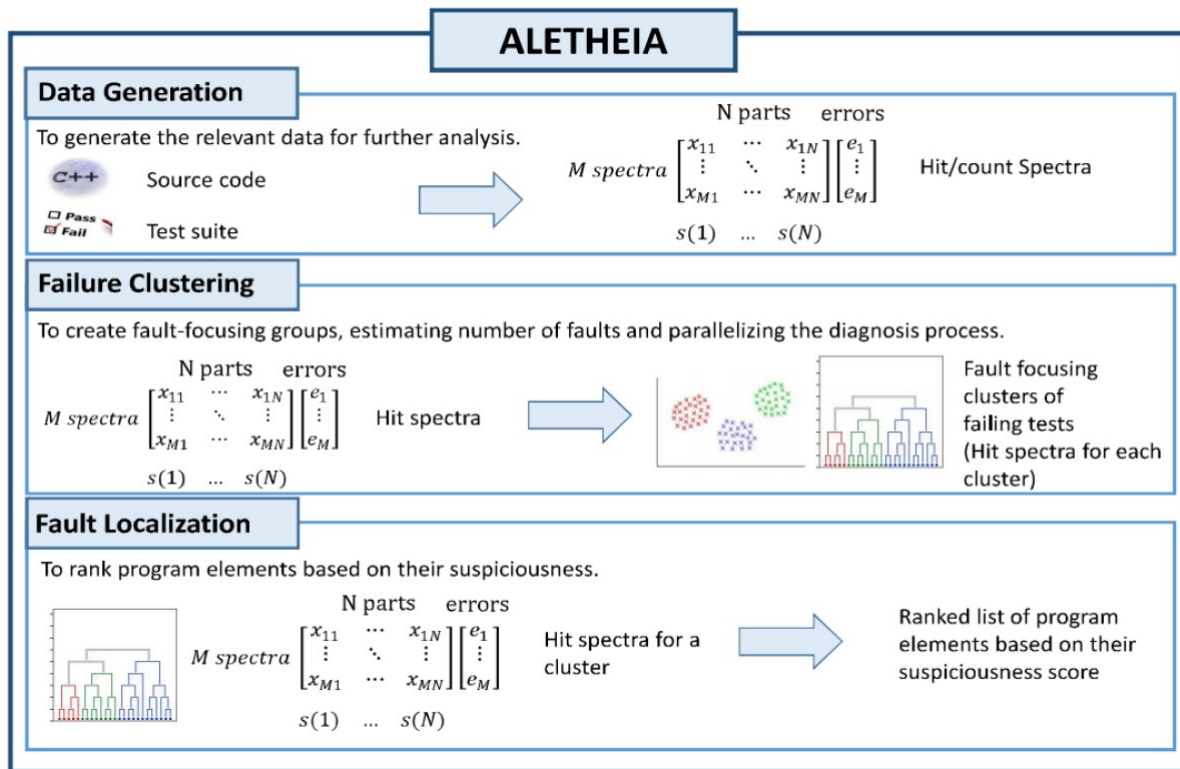 ALETHEIA
Data Generation
To generate the relevant data for further analysis.
C++
Source code
Pass
Fail
Test suite
N parts errors
M spectra [x11 ⋯ x1N ⋮ ⋱ ⋮ xM1 ⋯ xMN] [e1 ⋮ eM]
s(1) … s(N)
Hit/count Spectra
Failure Clustering
To create fault-focusing groups, estimating number of faults and parallelizing the diagnosis process.
N parts errors
M spectra [x11 ⋯ x1N ⋮ ⋱ ⋮ xM1 ⋯ xMN] [e1 ⋮ eM]
s(1) … s(N)
Hit spectra
Fault focusing
clusters of
failing tests
(Hit spectra for each
cluster)
Fault Localization
To rank program elements based on their suspiciousness.
N parts errors
M spectra [x11 ⋯ x1N ⋮ ⋱ ⋮ xM1 ⋯ xMN] [e1 ⋮ eM]
s(1) … s(N)
Hit spectra for a
cluster
Ranked list of program
elements based on their
suspiciousness score